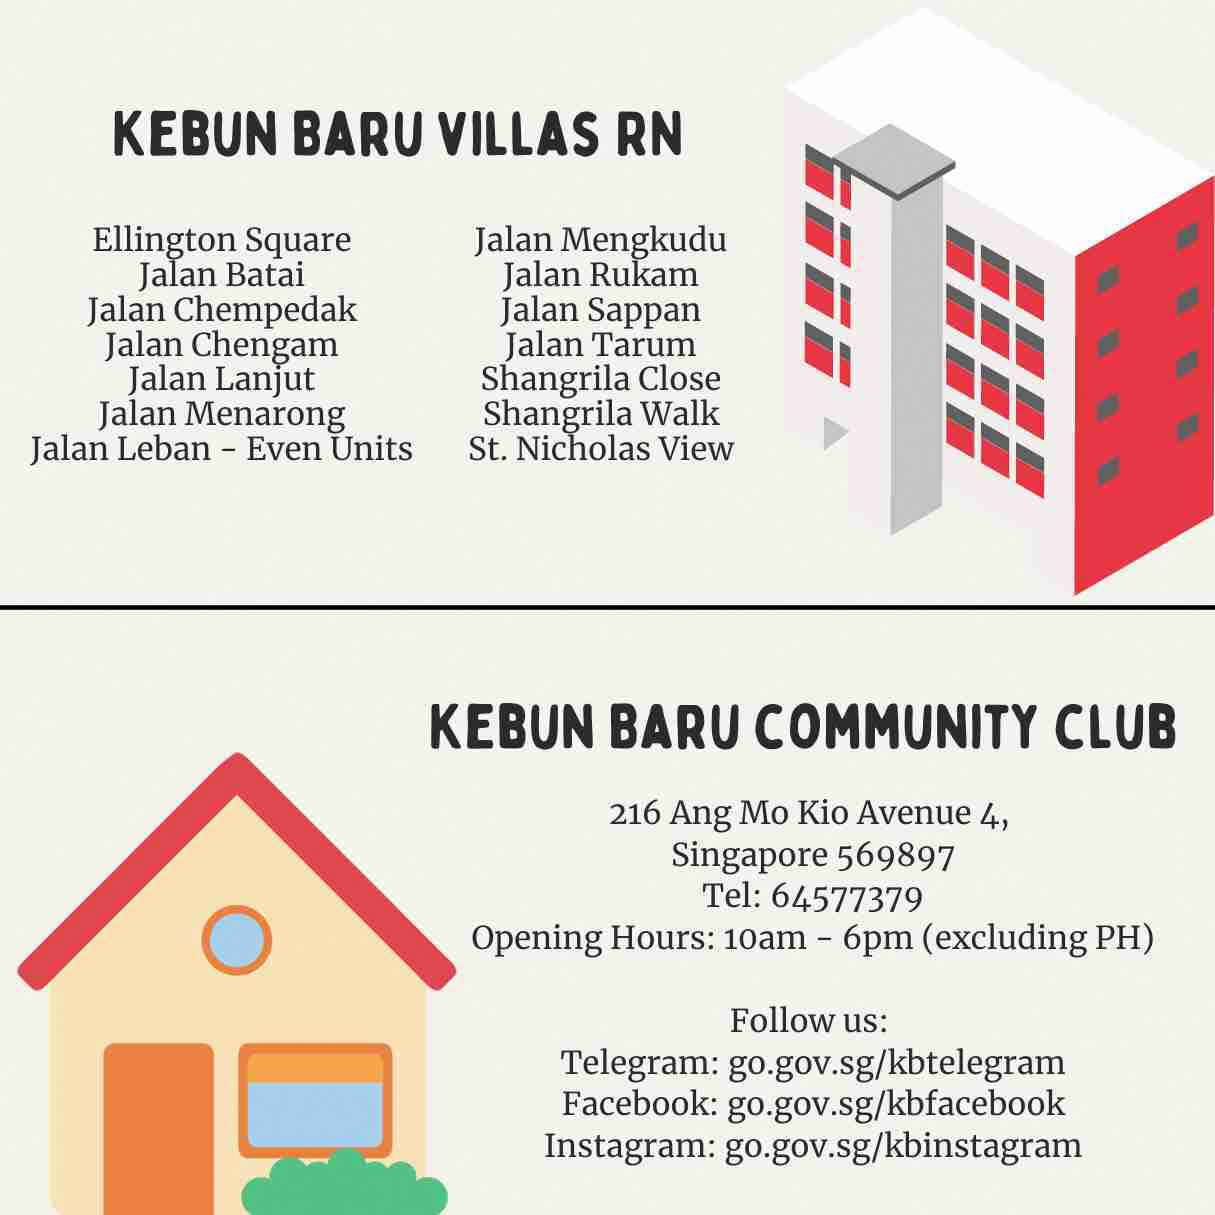 KEBUN BARU VILLAS RN
Ellington Square
Jalan Batai
Jalan Chempedak
Jalan Chengam
Jalan Lanjut
Jalan Menarong
Jalan Leban - Even Units
Jalan Mengkudu
Jalan Rukam
Jalan Sappan
Jalan Tarum
Shangrila Close
Shangrila Walk
St. Nicholas View
KEBUN BARU COMMUNITY CLUB
216 Ang Mo Kio Avenue 4,
Singapore 569897
Tel: 64577379
Opening Hours: 10am - 6pm (excluding PH)
Follow us:
Telegram: go.gov.sg/kbtelegram
Facebook: go.gov.sg/kbfacebook
Instagram: go.gov.sg/kbinstagram